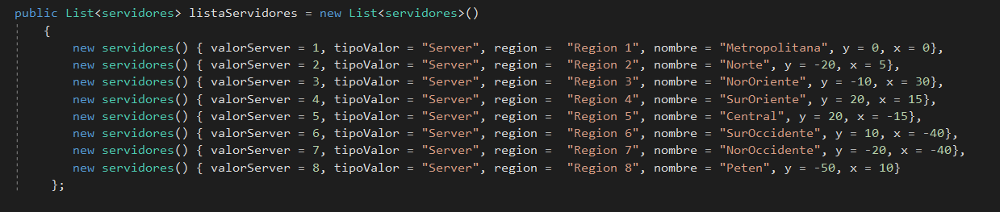 public List<servidores> listaServidores = new List<servidores>()
{
new servidores() { valorServer = 1, tipoValor = "Server", region =  "Region 1", nombre = "Metropolitana", y = 0, x = 0},
new servidores() { valorServer = 2, tipoValor = "Server", region =  "Region 2", nombre = "Norte", y = -20, x = 5},
new servidores() { valorServer = 3, tipoValor = "Server", region =  "Region 3", nombre = "NorOriente", y = -10, x = 30},
new servidores() { valorServer = 4, tipoValor = "Server", region =  "Region 4", nombre = "SurOriente", y = 20, x = 15},
new servidores() { valorServer = 5, tipoValor = "Server", region =  "Region 5", nombre = "Central", y = 20, x = -15},
new servidores() { valorServer = 6, tipoValor = "Server", region =  "Region 6", nombre = "SurOccidente", y = 10, x = -40},
new servidores() { valorServer = 7, tipoValor = "Server", region =  "Region 7", nombre = "NorOccidente", y = -20, x = -40},
new servidores() { valorServer = 8, tipoValor = "Server", region =  "Region 8", nombre = "Peten", y = -50, x = 10}
};